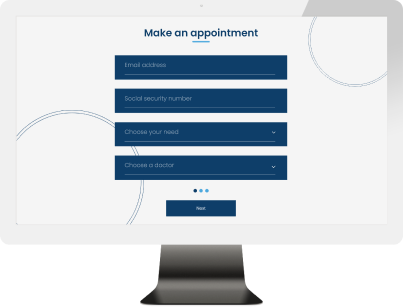 Make an appointment
Email address
Social security number
Choose your need
Choose a doctor
Next